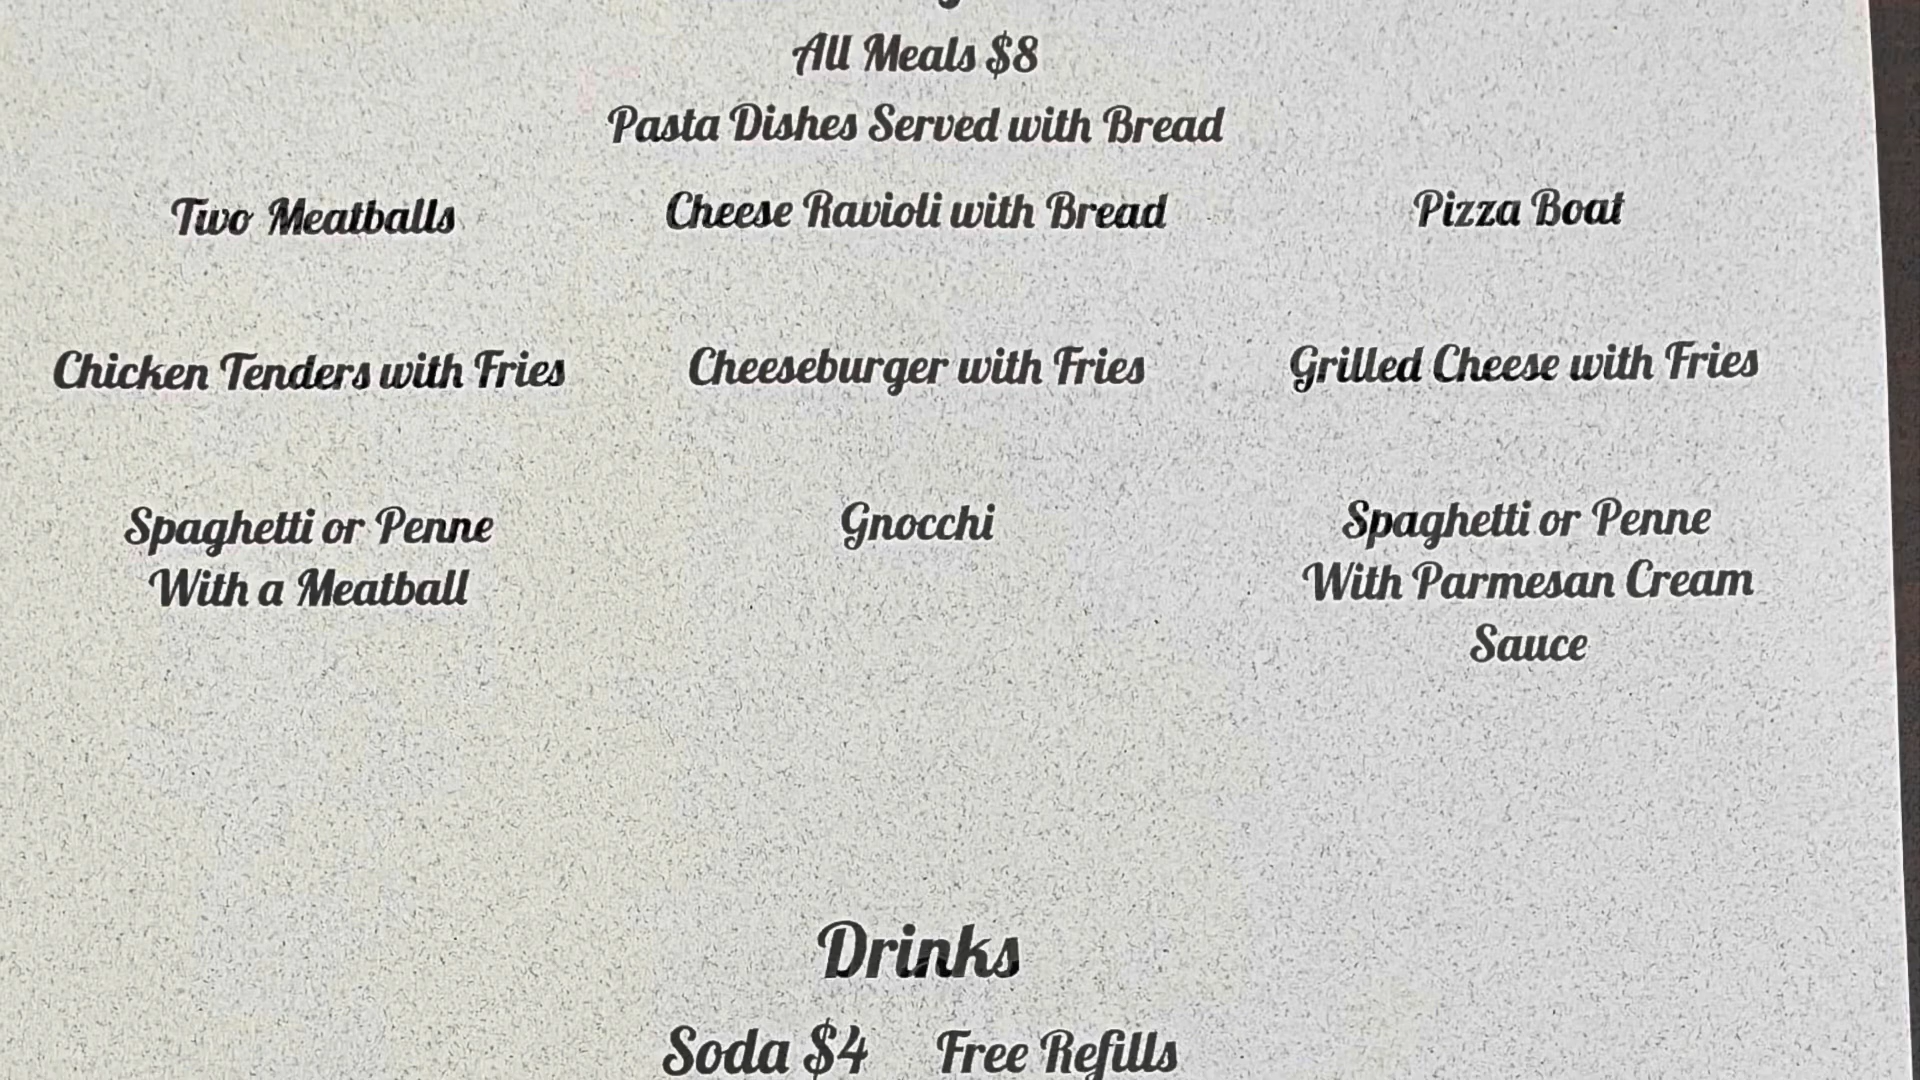 All Meals $8
Pasta Dishes Served with Bread
Two Meatballs
Cheese Ravioli with Bread
Pizza Boat
Chicken Tenders with Fries
Cheeseburger with Fries
Grilled Cheese with Fries
Spaghetti or Penne
With a Meatball
Gnocchi
Spaghetti or Penne
With Parmesan Cream
Sauce
Drinks
Soda $4 Free Refills